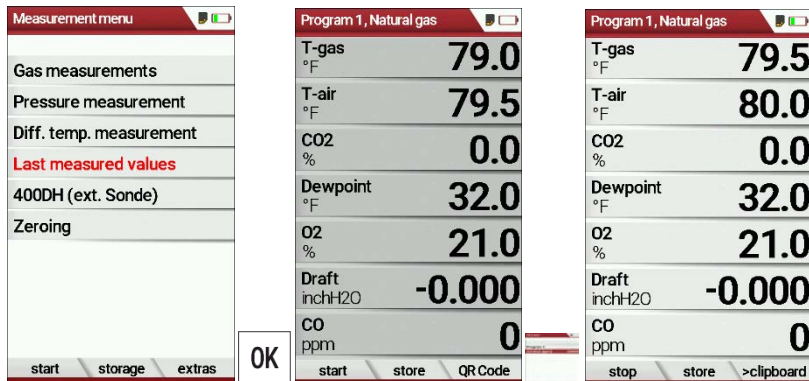 Measurement menu
Gas measurements
Pressure measurement
Diff. temp. measurement
Last measured values
400DH (ext. Sonde)
Zeroing
start storage extras
OK
Program 1, Natural gas
T-gas 79.0
°F
T-air 79.5
°F
CO2 0.0
%
Dewpoint 32.0
°F
O2 21.0
%
Draft -0.000
inchH2O
CO 0
ppm
start store QR Code
Program 1, Natural gas
T-gas 79.5
°F
T-air 80.0
°F
CO2 0.0
%
Dewpoint 32.0
°F
O2 21.0
%
Draft -0.000
inchH2O
CO 0
ppm
stop store >clipboard